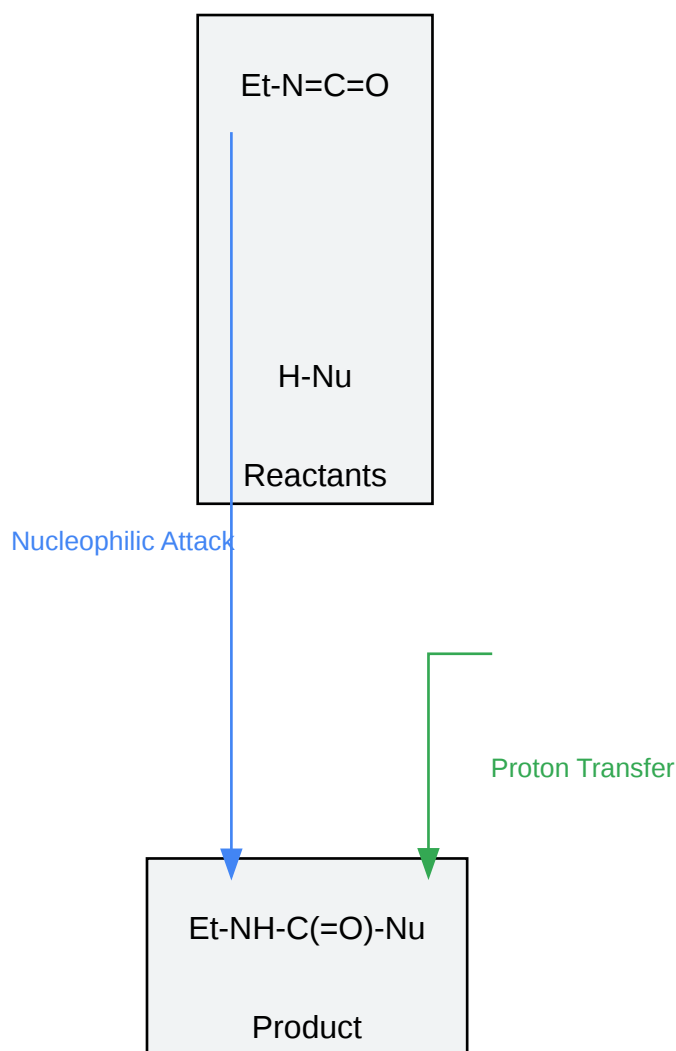 Et-N=C=O
H-Nu
Reactants
Nucleophilic Attack
Proton Transfer
Et-NH-C(=O)-Nu
Product